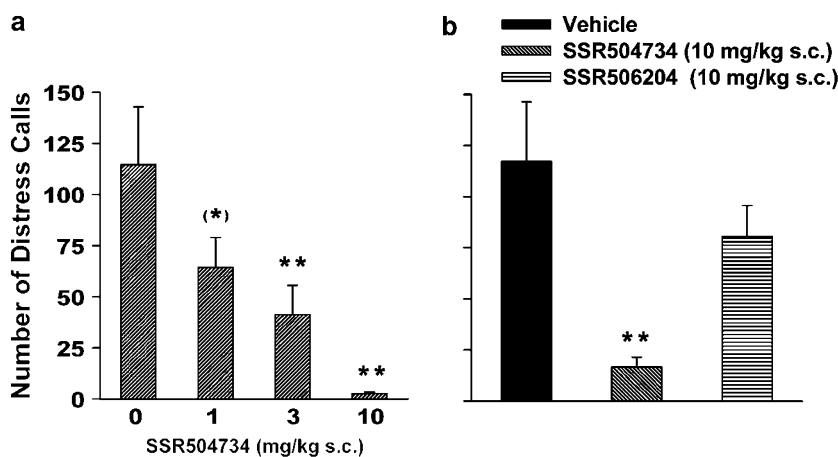 a
Number of Distress Calls
150
125
100
75
50
25
0
(*)
**
**
0 1 3 10
SSR504734 (mg/kg s.c.)
b
Vehicle
SSR504734 (10 mg/kg s.c.)
SSR506204 (10 mg/kg s.c.)
**